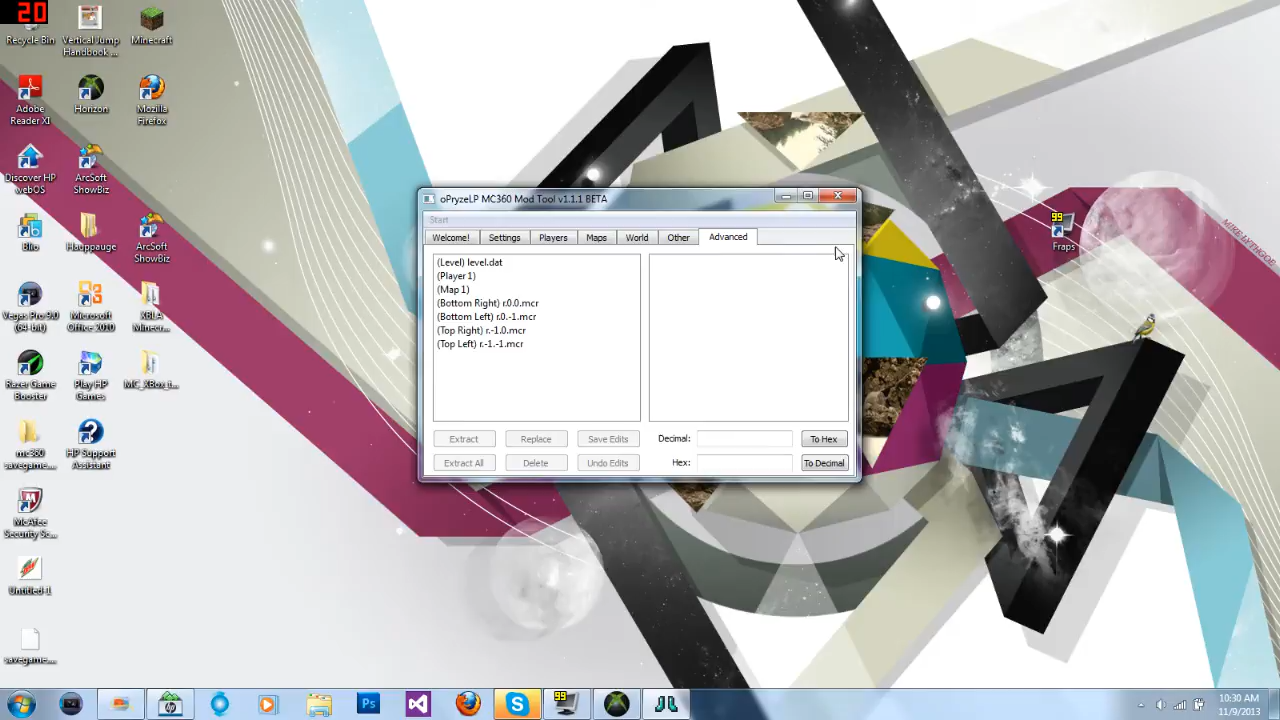 20
Recycle Bin
Vertical Jump
Handbook ...
Minecraft
Adobe
Reader XI
Horizon
Mozilla
Firefox
Discover HP
webOS
ArcSoft
ShowBiz
Blio
Hauppauge
ArcSoft
ShowBiz
Vegas Pro 9.0
(64-bit)
Microsoft
Office 2010
XBLA
Minecr...
Razer Game
Booster
Play HP
Games
MC_XBox_t...
mc360
savegame...
HP Support
Assistant
McAfee
Security Sc...
Untitled-1
savegame....
oPryzeLP MC360 Mod Tool v1.1.1 BETA
Start
Welcome!
Settings
Players
Maps
World
Other
Advanced
(Level) level.dat
(Player 1)
(Map 1)
(Bottom Right) r.0.0.mcr
(Bottom Left) r.0.-1.mcr
(Top Right) r.-1.0.mcr
(Top Left) r.-1.-1.mcr
Extract
Replace
Save Edits
Decimal:
To Hex
Extract All
Delete
Undo Edits
Hex:
To Decimal
99
Fraps
hp
Ps
S
99
10:30 AM
11/9/2013